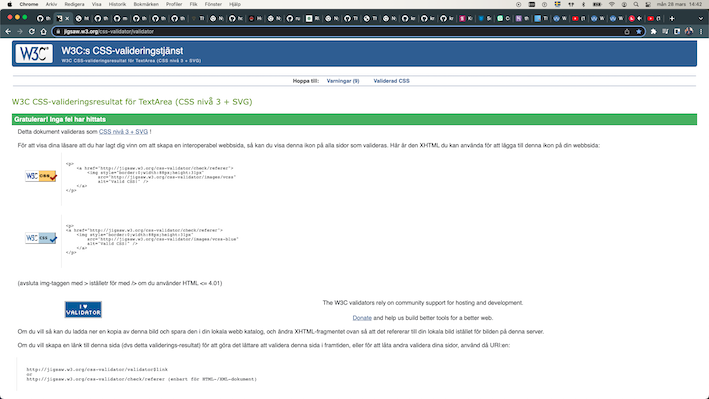 Chrome Arkiv Redigera Visa Historik Bokmärken Profiler Flik Fönster Hjälp
mån 28 mars 14:42
jigsaw.w3.org/css-validator/validator
W3C W3C:s CSS-valideringstjänst
W3C CSS-valideringsresultat för TextArea (CSS nivå 3 + SVG)
Hoppa till: Varningar (9) Validerad CSS
W3C CSS-valideringsresultat för TextArea (CSS nivå 3 + SVG)
Gratulerar! Inga fel har hittats
Detta dokument valideras som CSS nivå 3 + SVG !
För att visa dina läsare att du har lagt dig vinn om att skapa en interoperabel webbsida, så kan du visa denna ikon på alla sidor som valideras. Här är den XHTML du kan använda för att lägga till denna ikon på din webbsida:
<p>
<a href="http://jigsaw.w3.org/css-validator/check/referer">
<img style="border:0;width:88px;height:31px"
src="http://jigsaw.w3.org/css-validator/images/vcss"
alt="Valid CSS!" />
</a>
</p>
W3C CSS
<p>
<a href="http://jigsaw.w3.org/css-validator/check/referer">
<img style="border:0;width:88px;height:31px"
src="http://jigsaw.w3.org/css-validator/images/vcss-blue"
alt="Valid CSS!" />
</a>
</p>
W3C CSS
(avsluta img-taggen med > istället för med /> om du använder HTML <= 4.01)
I ♥
VALIDATOR
The W3C validators rely on community support for hosting and development.
Donate and help us build better tools for a better web.
Om du vill så kan du ladda ner en kopia av denna bild och spara den i din lokala webb katalog, och ändra XHTML-fragmentet ovan så att det refererar till din lokala bild istället för bilden på denna server.
Om du vill skapa en länk till denna sida (dvs detta validerings-resultat) för att göra det lättare att validera denna sida i framtiden, eller för att låta andra validera dina sidor, använd då URI:en:
http://jigsaw.w3.org/css-validator/validator$link
or
http://jigsaw.w3.org/css-validator/check/referer (enbart för HTML-/XML-dokument)